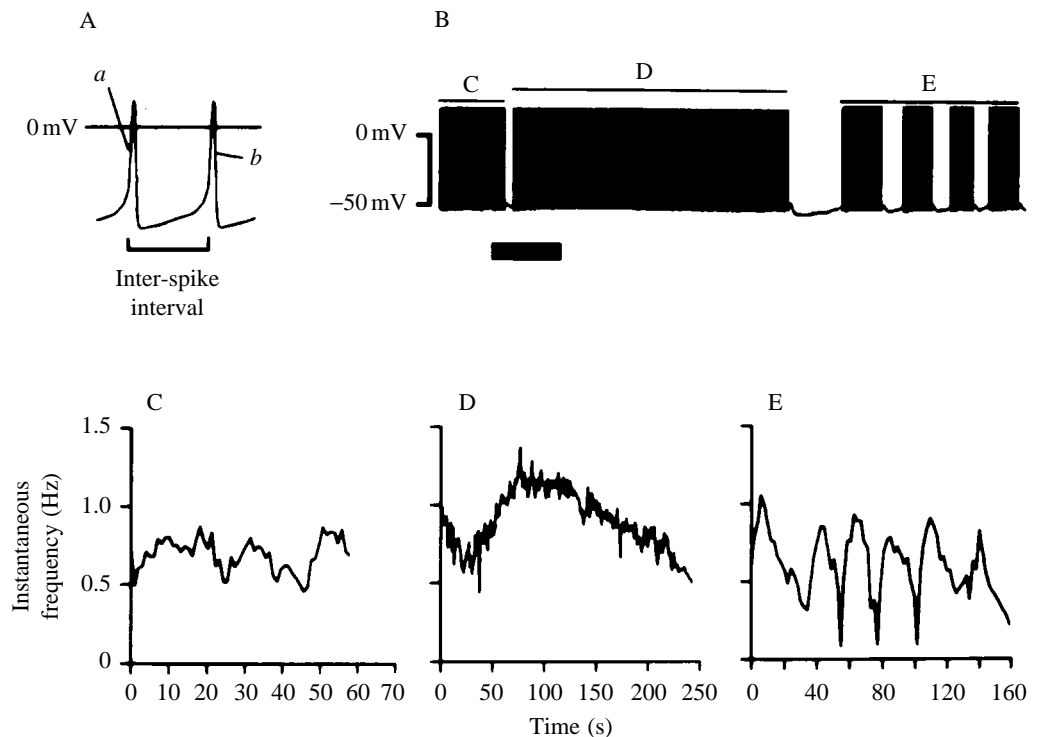 A
B
a
b
0 mV
Inter-spike
interval
C
D
E
0 mV
−50 mV
C
D
E
Instantaneous
frequency (Hz)
1.5
1.0
0.5
0
0 10 20 30 40 50 60 70
0 50 100 150 200 250
0 40 80 120 160
Time (s)